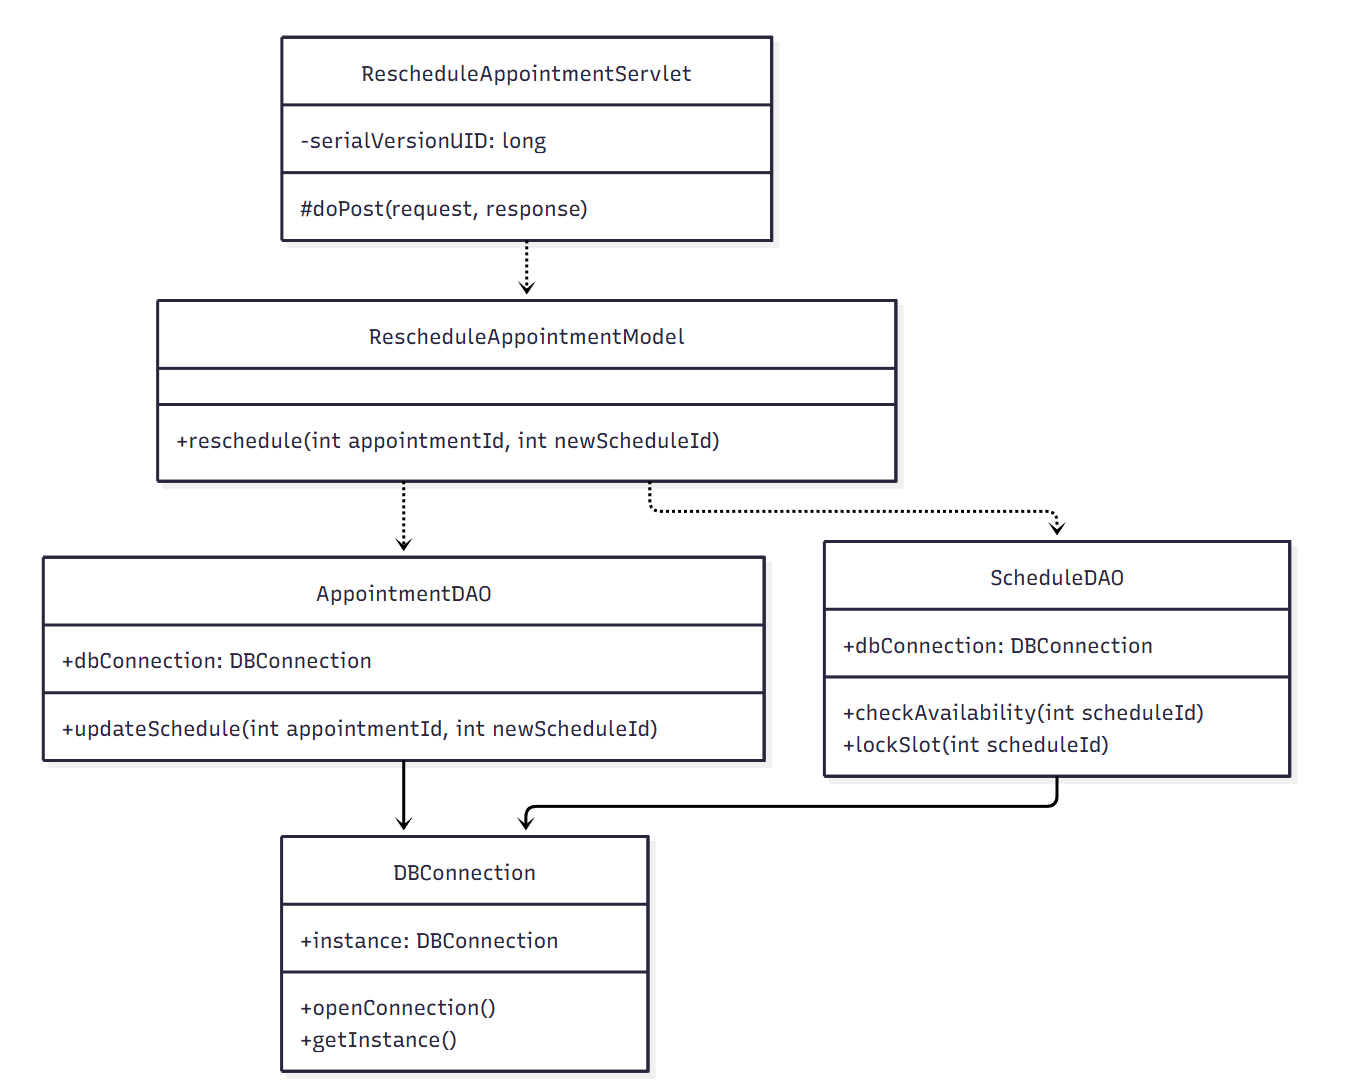 RescheduleAppointmentServlet
-serialVersionUID: long
#doPost(request, response)
RescheduleAppointmentModel
+reschedule(int appointmentId, int newScheduleId)
AppointmentDAO
+dbConnection: DBConnection
+updateSchedule(int appointmentId, int newScheduleId)
ScheduleDAO
+dbConnection: DBConnection
+checkAvailability(int scheduleId)
+lockSlot(int scheduleId)
DBConnection
+instance: DBConnection
+openConnection()
+getInstance()